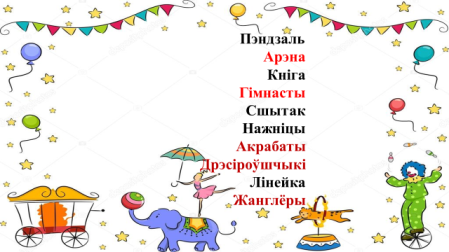 Пэндзаль
Арэна
Кніга
Гімнасты
Сшытак
Нажніцы
Акрабаты
Дрэсіроўшчыкі
Лінейка
Жанглёры